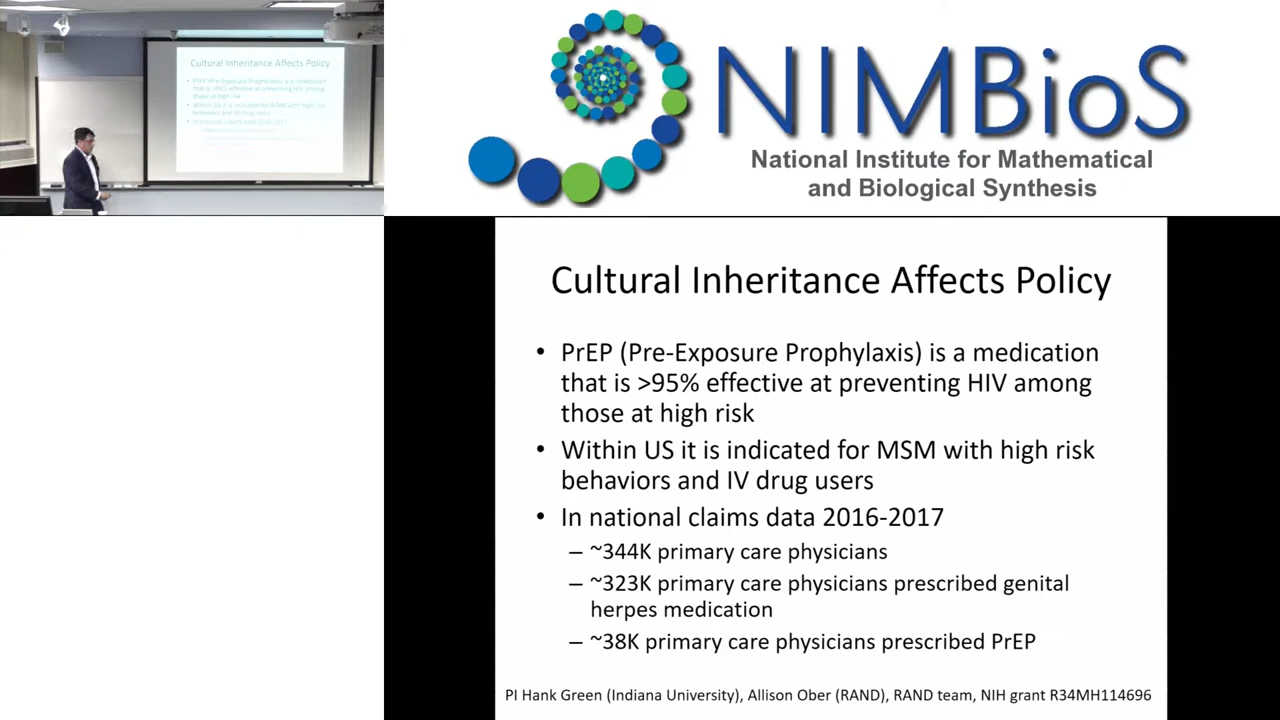 Cultural Inheritance Affects Policy
NIMBioS
National Institute for Mathematical
and Biological Synthesis
Cultural Inheritance Affects Policy
• PrEP (Pre-Exposure Prophylaxis) is a medication
that is >95% effective at preventing HIV among
those at high risk
• Within US it is indicated for MSM with high risk
behaviors and IV drug users
• In national claims data 2016-2017
– ~344K primary care physicians
– ~323K primary care physicians prescribed genital
herpes medication
– ~38K primary care physicians prescribed PrEP
PI Hank Green (Indiana University), Allison Ober (RAND), RAND team, NIH grant R34MH114696